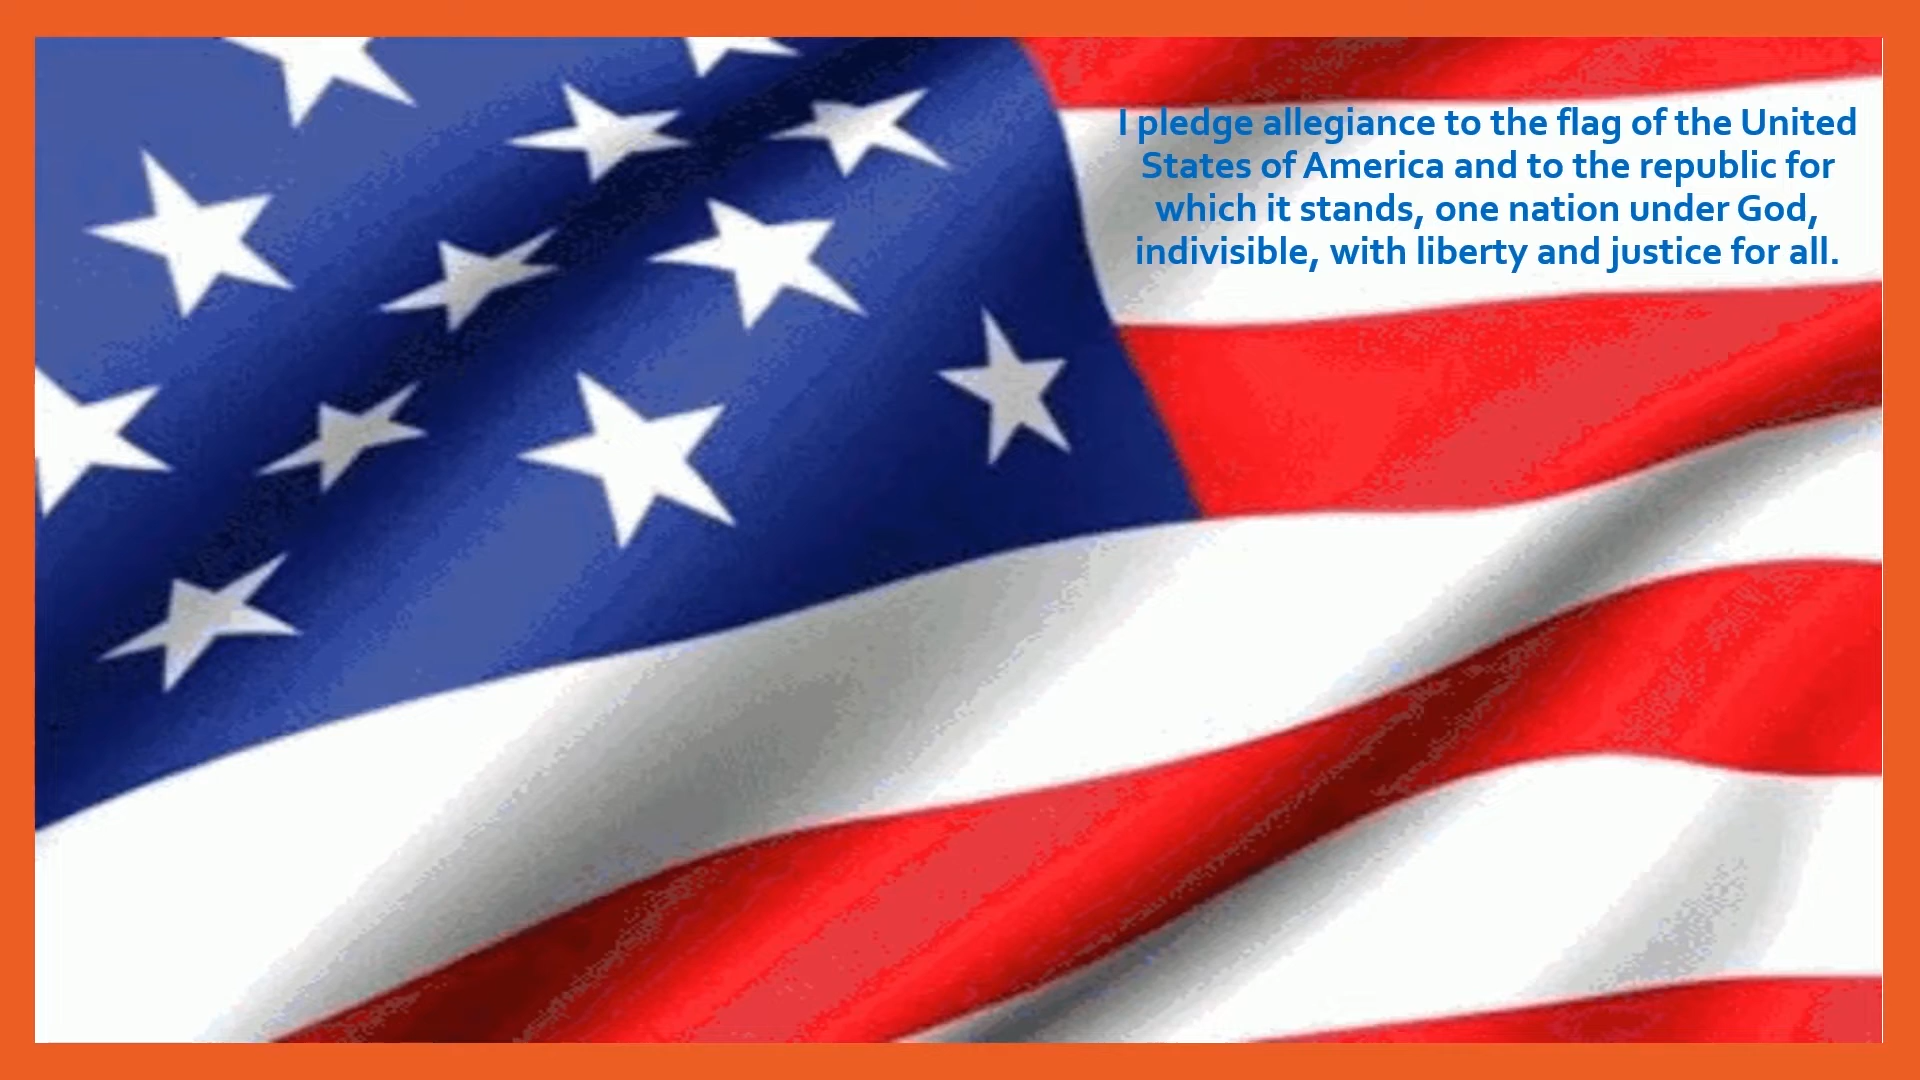 I pledge allegiance to the flag of the United
States of America and to the republic for
which it stands, one nation under God,
indivisible, with liberty and justice for all.